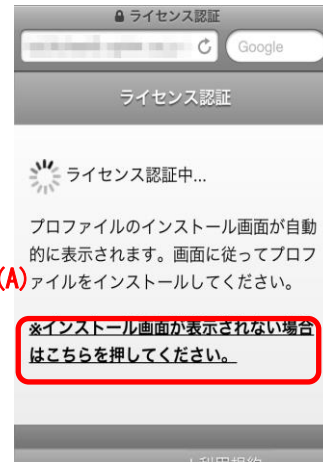 ライセンス認証
Google
ライセンス認証
ライセンス認証中...
プロファイルのインストール画面が自動
的に表示されます。画面に従ってプロフ
(A)ァイルをインストールしてください。
※インストール画面が表示されない場合
はこちらを押してください。
利用規約